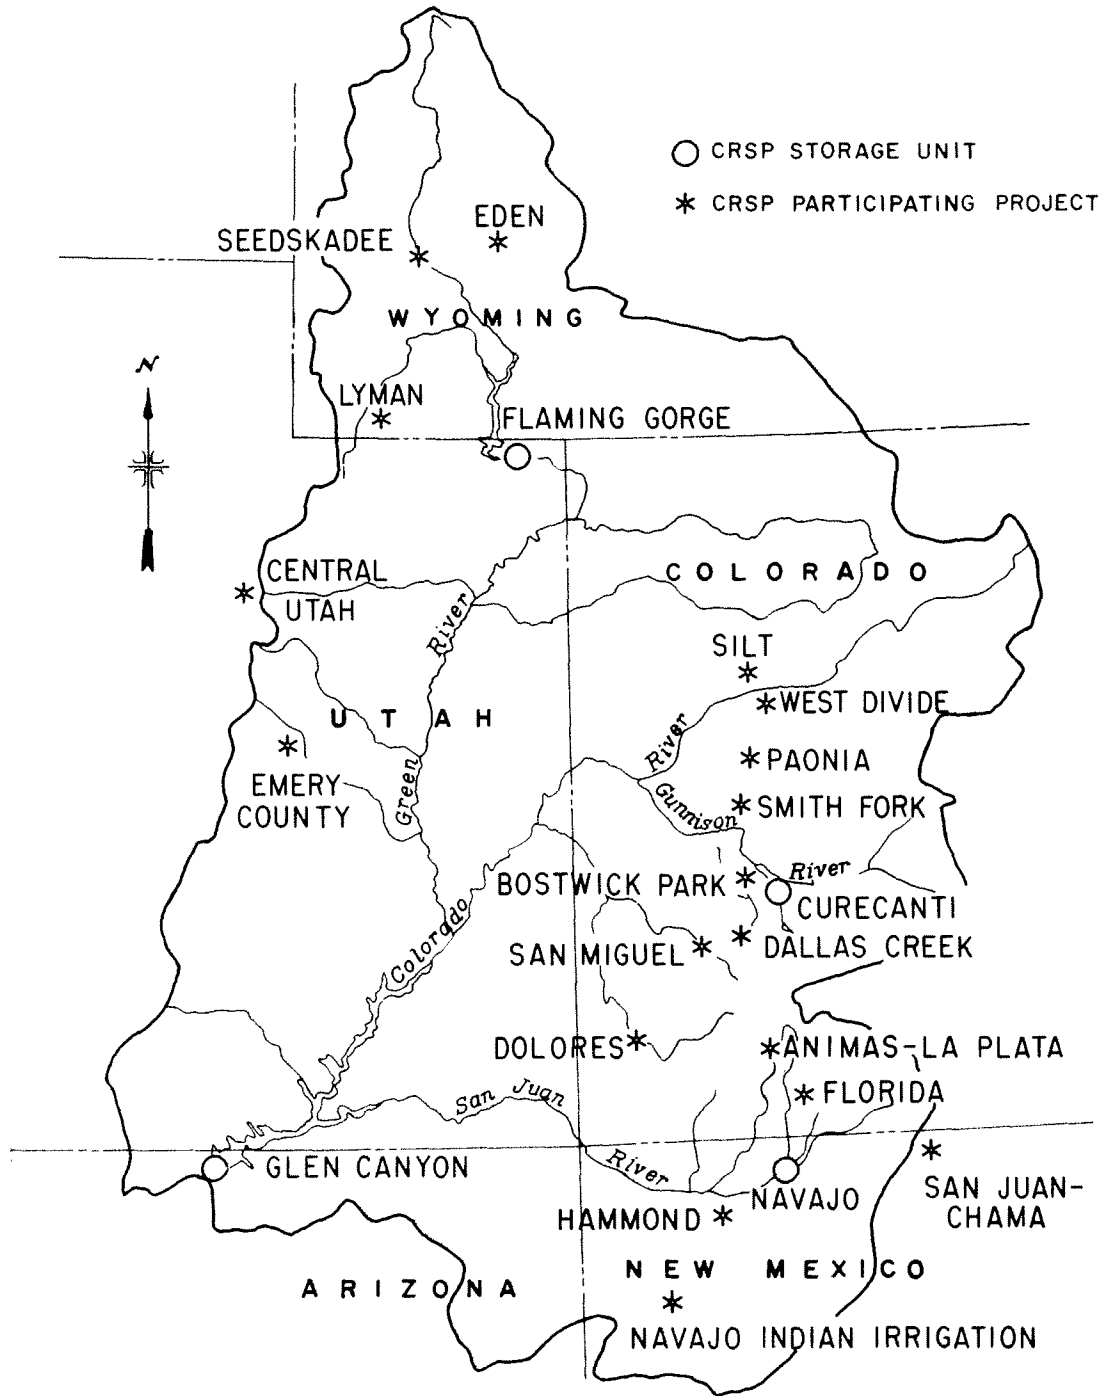 CRSP STORAGE UNIT
CRSP PARTICIPATING PROJECT
EDEN
SEEDSKADEE
WYOMING
N
LYMAN
FLAMING GORGE
CENTRAL
UTAH
COLORADO
River
SILT
WEST DIVIDE
UTAH
River
PAONIA
EMERY
COUNTY
Green
Gunnison
SMITH FORK
River
BOSTWICK PARK
CURECANTI
Colorado
SAN MIGUEL
DALLAS CREEK
DOLORES
ANIMAS-LA PLATA
San Juan
FLORIDA
River
GLEN CANYON
NAVAJO
SAN JUAN-
CHAMA
HAMMOND
NEW MEXICO
ARIZONA
NAVAJO INDIAN IRRIGATION